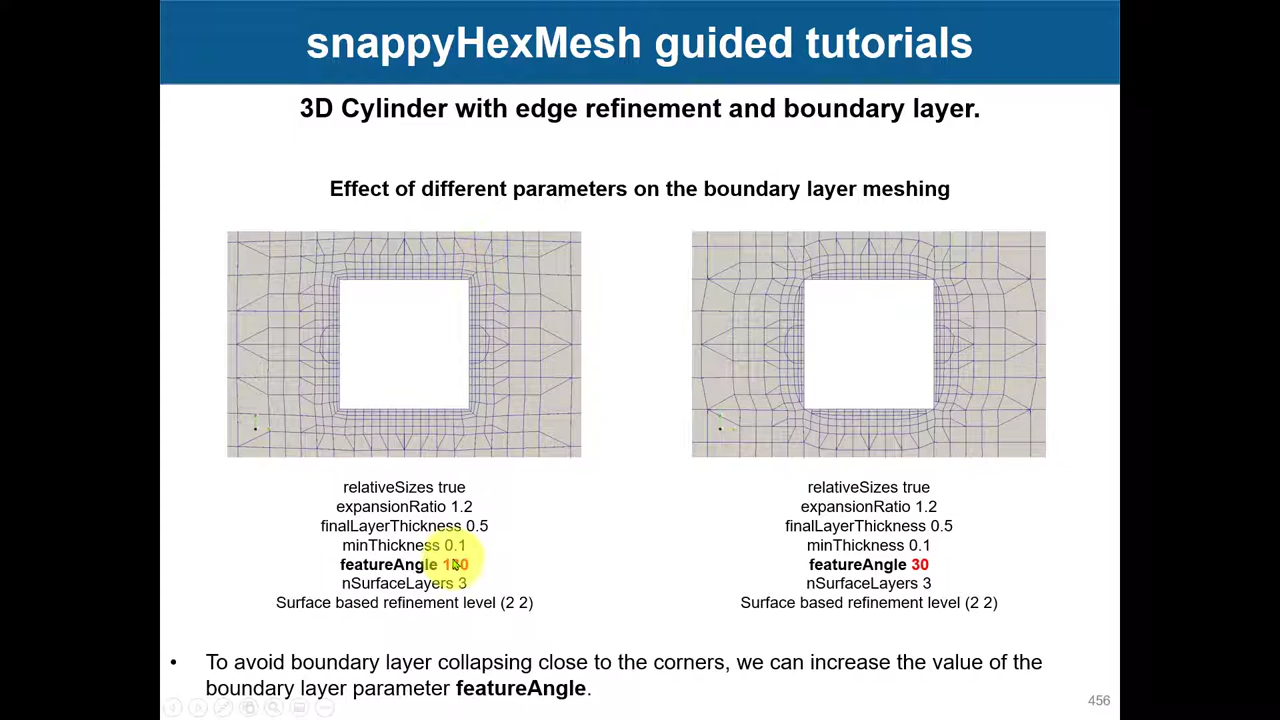 snappyHexMesh guided tutorials
3D Cylinder with edge refinement and boundary layer.
Effect of different parameters on the boundary layer meshing
relativeSizes true
expansionRatio 1.2
finalLayerThickness 0.5
minThickness 0.1
featureAngle
nSurfaceLayers 3
Surface based refinement level (2 2)
relativeSizes true
expansionRatio 1.2
finalLayerThickness 0.5
minThickness 0.1
featureAngle 30
nSurfaceLayers 3
Surface based refinement level (2 2)
• To avoid boundary layer collapsing close to the corners, we can increase the value of the
boundary layer parameter featureAngle.
456